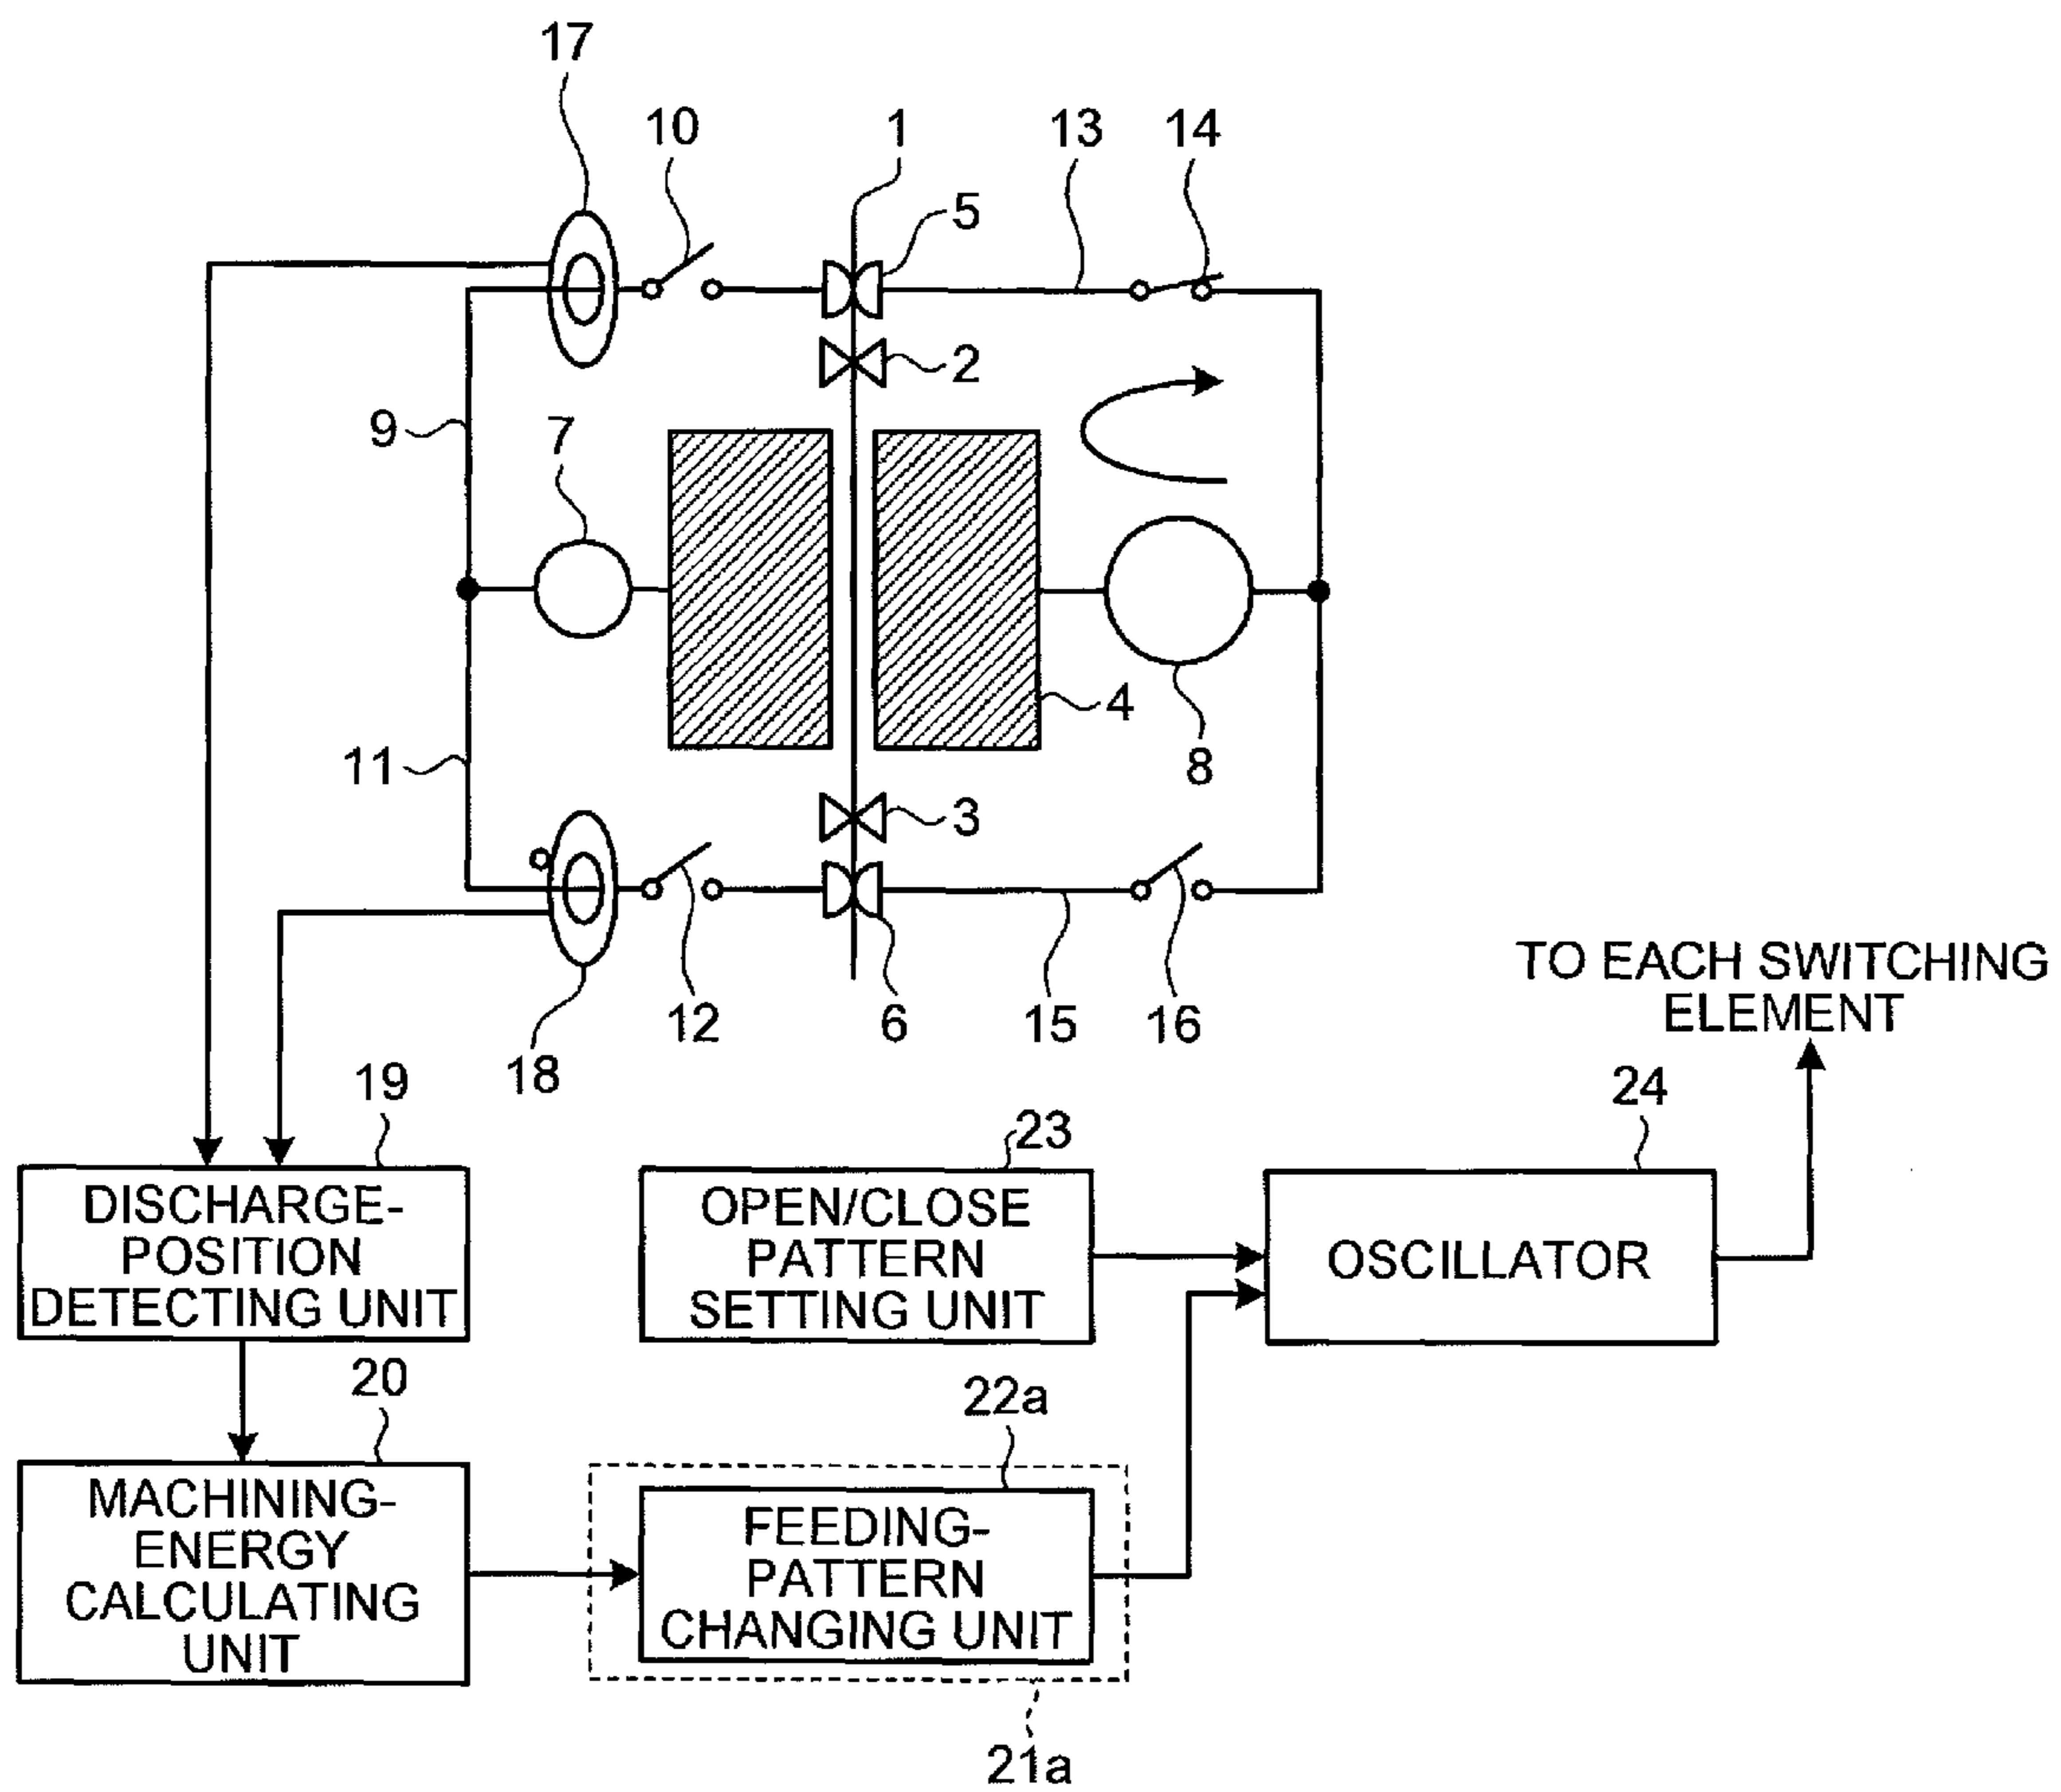 17
10
1
13
14
5
2
9
7
4
11
8
3
12
6
15
16
18
TO EACH SWITCHING
ELEMENT
19
23
24
DISCHARGE-
POSITION
DETECTING UNIT
OPEN/CLOSE
PATTERN
SETTING UNIT
OSCILLATOR
20
22a
MACHINING-
ENERGY
CALCULATING
UNIT
FEEDING-
PATTERN
CHANGING UNIT
21a